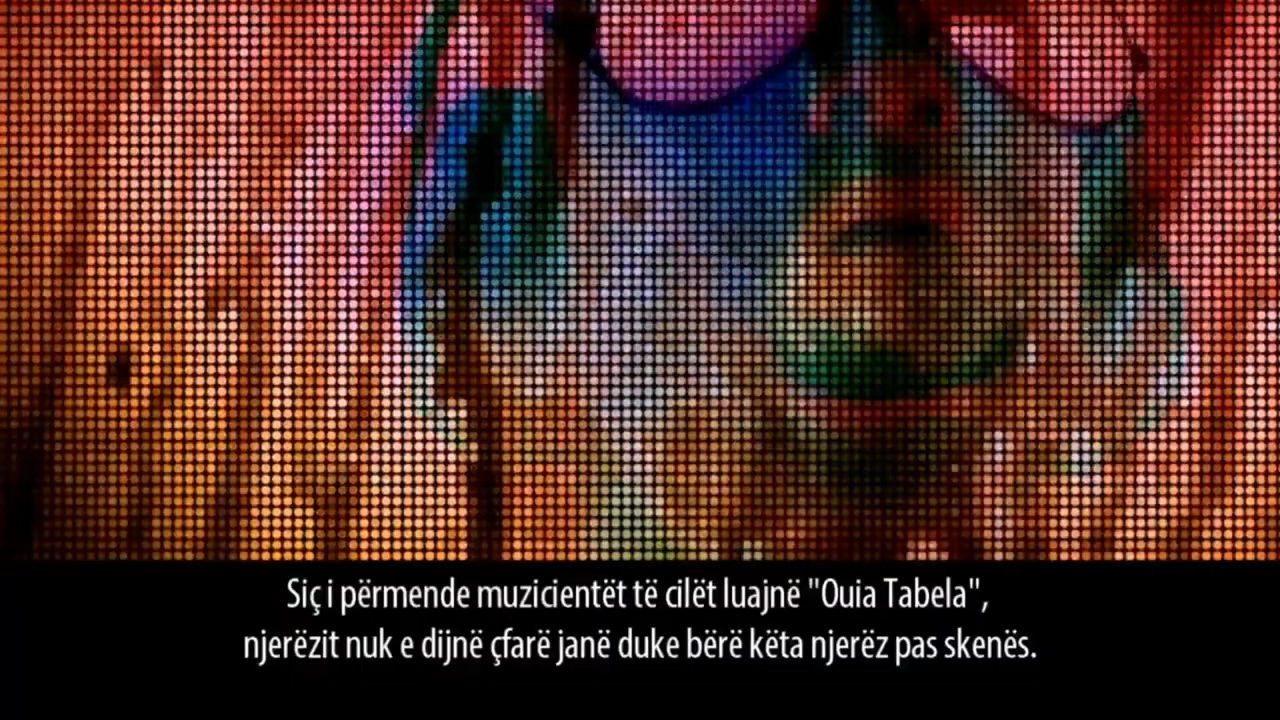 Siç i përmende muzicientët të cilët luajnë "Ouia Tabela",
njerëzit nuk e dijnë çfarë janë duke bërë këta njerëz pas skenës.